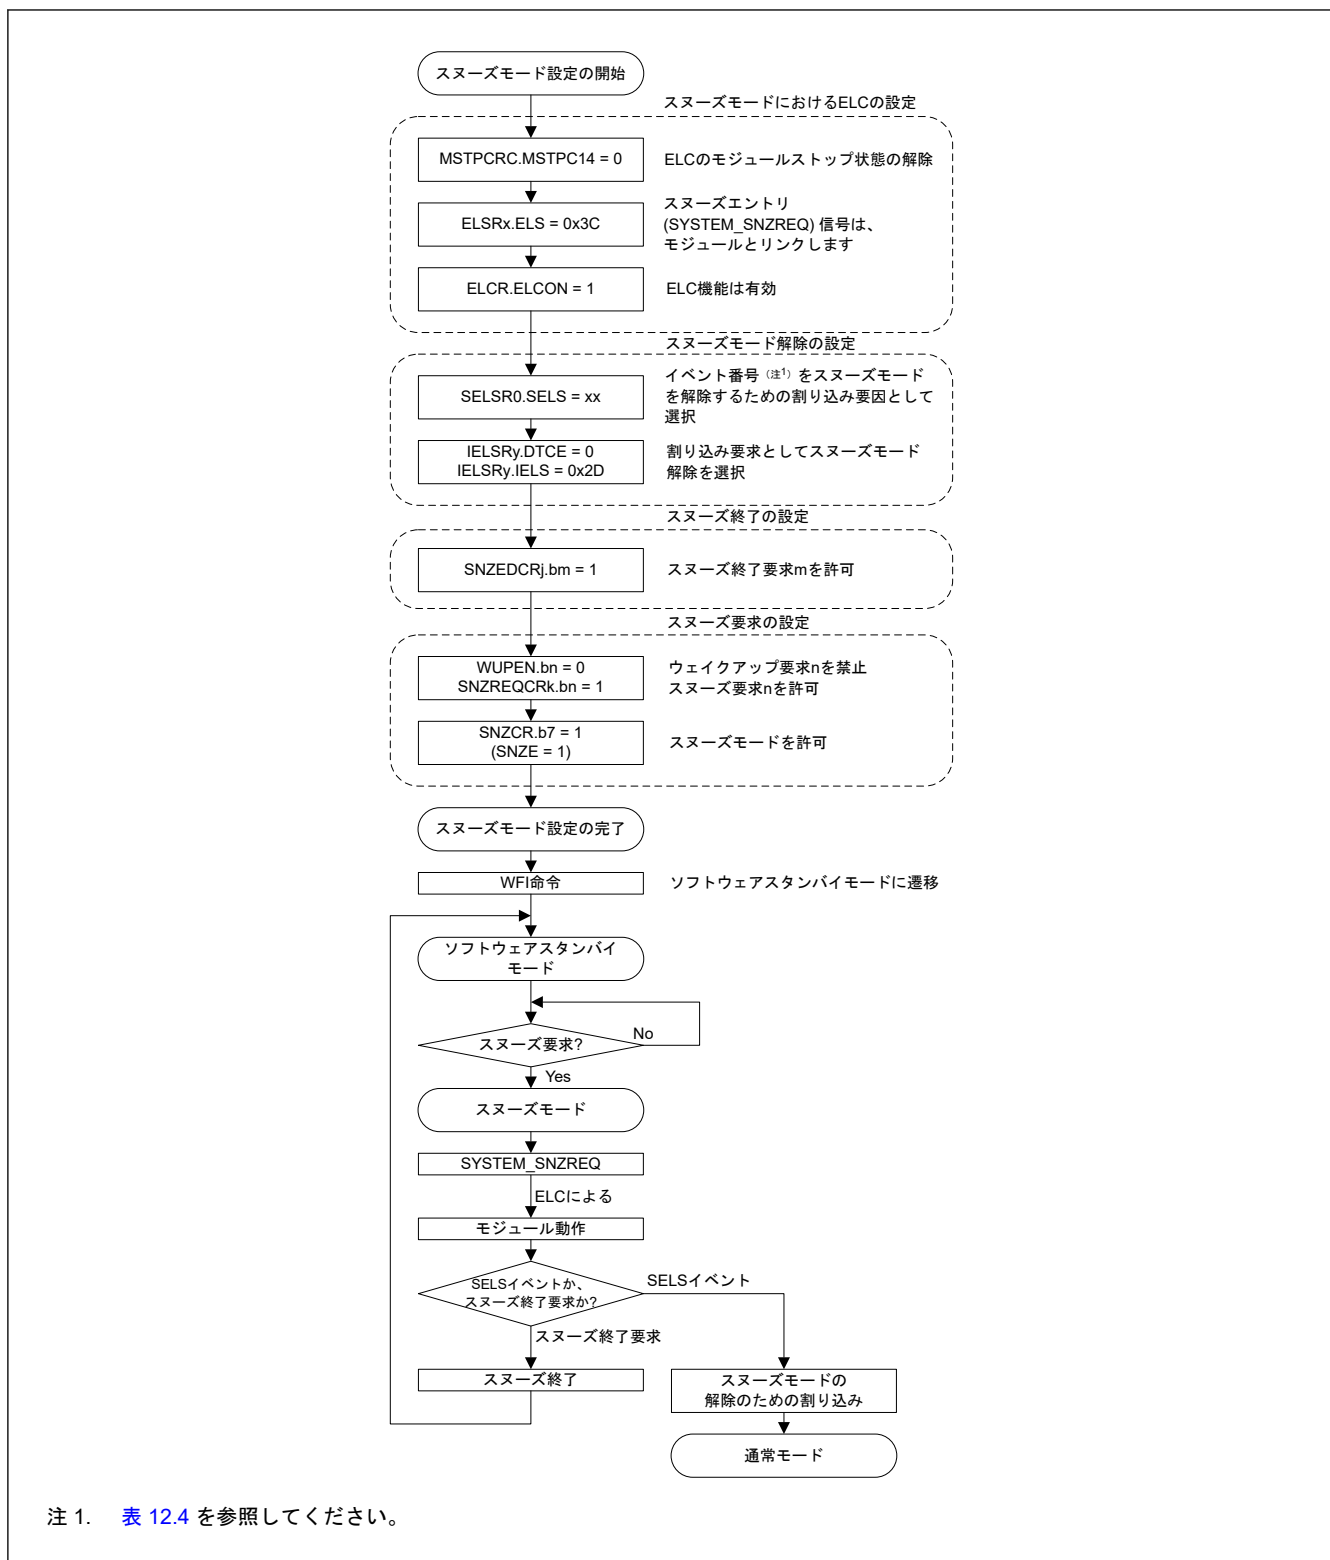 スヌーズモード設定の開始
スヌーズモードにおけるELCの設定
MSTPCRC.MSTPC14 = 0
ELCのモジュールストップ状態の解除
ELSRx.ELS = 0x3C
スヌーズエントリ
(SYSTEM_SNZREQ) 信号は、
モジュールとリンクします
ELCR.ELCON = 1
ELC機能は有効
スヌーズモード解除の設定
SELSR0.SELS = xx
イベント番号（注1）をスヌーズモード
を解除するための割り込み要因として
選択
IELSRy.DTCE = 0
IELSRy.IELS = 0x2D
割り込み要求としてスヌーズモード
解除を選択
スヌーズ終了の設定
SNZEDCRj.bm = 1
スヌーズ終了要求mを許可
スヌーズ要求の設定
WUPEN.bn = 0
SNZREQCRk.bn = 1
ウェイクアップ要求nを禁止
スヌーズ要求nを許可
SNZCR.b7 = 1
(SNZE = 1)
スヌーズモードを許可
スヌーズモード設定の完了
WFI命令
ソフトウェアスタンバイモードに遷移
ソフトウェアスタンバイ
モード
スヌーズ要求?
No
Yes
スヌーズモード
SYSTEM_SNZREQ
ELCによる
モジュール動作
SELSイベントか、
スヌーズ終了要求か?
SELSイベント
スヌーズ終了要求
スヌーズ終了
スヌーズモードの
解除のための割り込み
通常モード
注 1. 表 12.4 を参照してください。